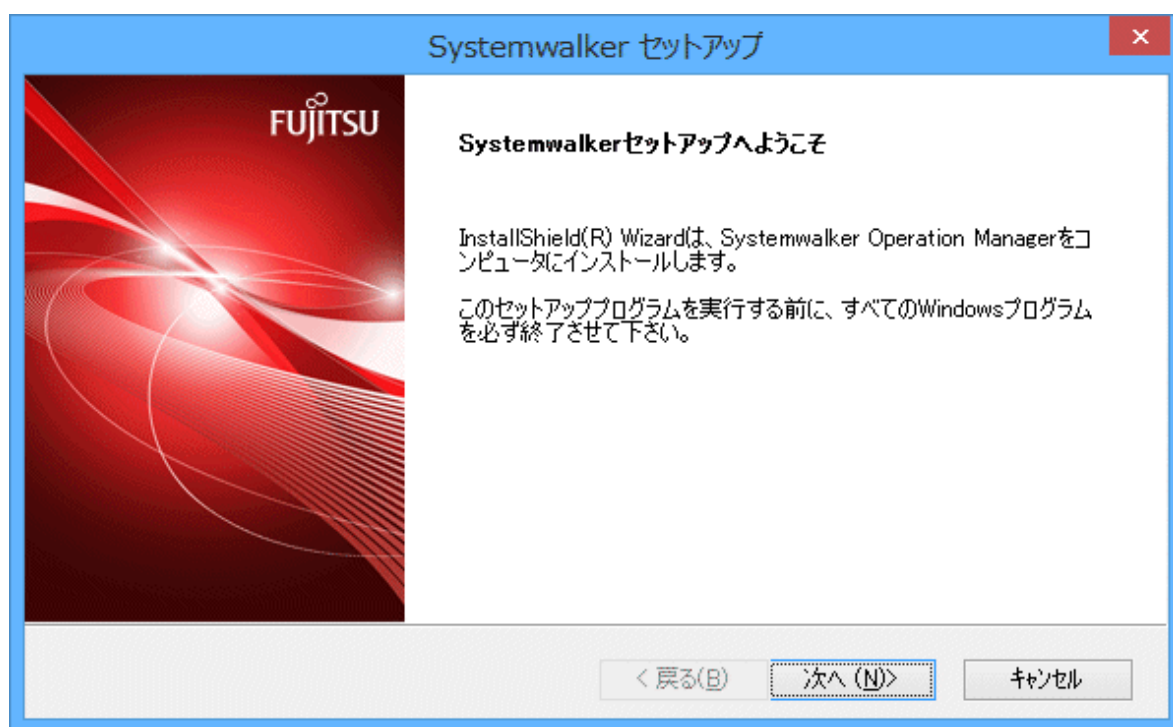 Systemwalker セットアップ
FUJITSU
Systemwalkerセットアップへようこそ
InstallShield(R) Wizardは、Systemwalker Operation Managerをコ
ンピュータにインストールします。
このセットアッププログラムを実行する前に、すべてのWindowsプログラム
を必ず終了させて下さい。
< 戻る(B)
次へ (N)>
キャンセル